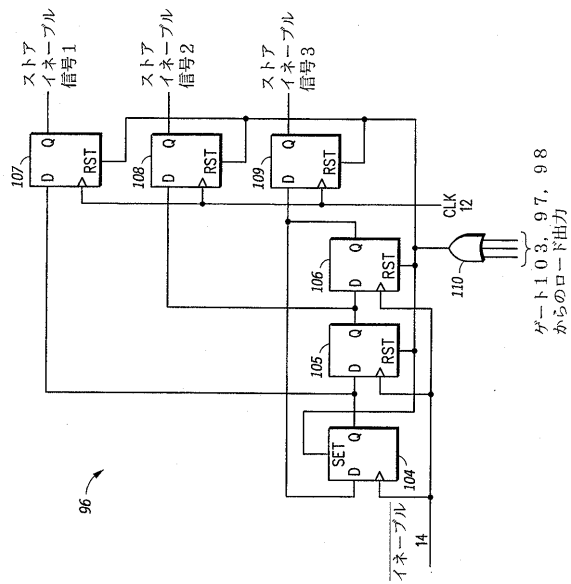 96
107
D Q
RST
ストア
イネーブル
信号1
108
D Q
RST
ストア
イネーブル
信号2
109
D Q
RST
ストア
イネーブル
信号3
イネーブル
14
SET
D Q
104
105
D Q
RST
106
D Q
RST
CLK
12
110
ゲート103, 97, 98
からのロード出力